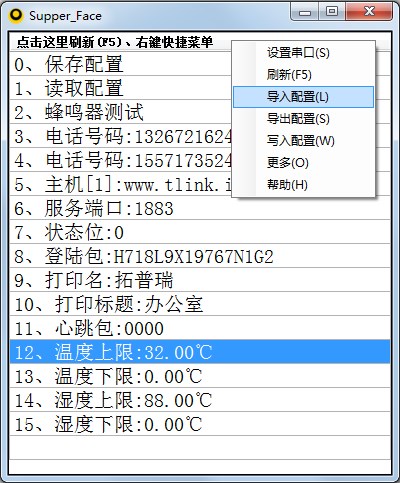 Supper_Face
点击这里刷新(F5)、右键快捷菜单
设置串口(S)
刷新(F5)
导入配置(L)
导出配置(S)
写入配置(W)
更多(O)
帮助(H)
0、保存配置
1、读取配置
2、蜂鸣器测试
3、电话号码:1326721624
4、电话号码:1557173524
5、主机[1]:www.tlink.i
6、服务端口:1883
7、状态位:0
8、登陆包:H718L9X19767N1G2
9、打印名:拓普瑞
10、打印标题:办公室
11、心跳包:0000
12、温度上限:32.00℃
13、温度下限:0.00℃
14、湿度上限:88.00℃
15、湿度下限:0.00℃